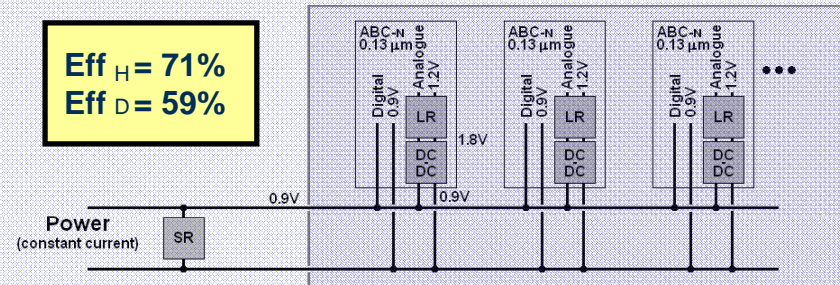 Eff H = 71%
Eff D = 59%
ABC-N
0.13 µm
Digital
0.9V
Analogue
1.2V
LR
DC
-
DC
1.8V
0.9V
ABC-N
0.13 µm
Digital
0.9V
Analogue
1.2V
LR
DC
-
DC
ABC-N
0.13 µm
Digital
0.9V
Analogue
1.2V
LR
DC
-
DC
•••
0.9V
Power
(constant current)
SR